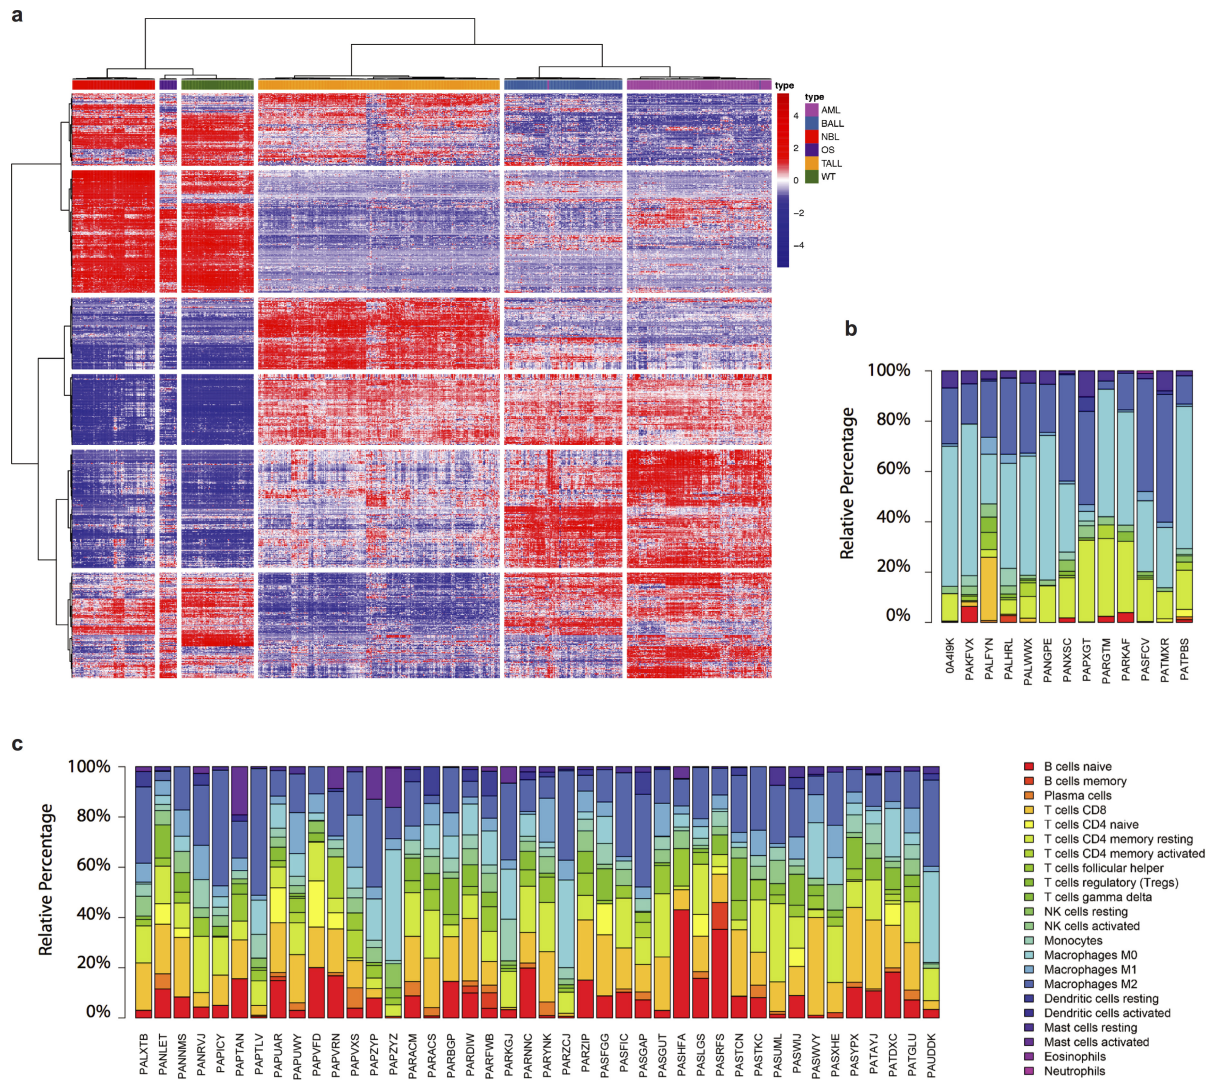 a
type
type
4
2
0
−2
−4
AML
BALL
NBL
OS
TALL
WT
b
Relative Percentage
100%
80%
60%
40%
20%
0%
0A4I9K
PAKFVX
PALFYN
PALHRL
PALWWX
PANGPE
PANXSC
PAPXGT
PARGTM
PARKAF
PASFCV
PATMXR
PATPBS
c
Relative Percentage
100%
80%
60%
40%
20%
0%
PALXTB
PANLET
PANNMS
PANRVJ
PAPICY
PAPTAN
PAPTLV
PAPUAR
PAPUWY
PAPVFD
PAPVRN
PAPVXS
PAPZYP
PAPZYZ
PARACM
PARACS
PARBGP
PARDIW
PARFWB
PARKGJ
PARNNC
PARYNK
PARZCJ
PARZIP
PASFGG
PASFIC
PASGAP
PASGUT
PASHFA
PASLGS
PASRFS
PASTCN
PASTKC
PASUML
PASWIJ
PASWVY
PASXHE
PASYPX
PATAYJ
PATDXC
PATGLU
PAUDDK
B cells naive
B cells memory
Plasma cells
T cells CD8
T cells CD4 naive
T cells CD4 memory resting
T cells CD4 memory activated
T cells follicular helper
T cells regulatory (Tregs)
T cells gamma delta
NK cells resting
NK cells activated
Monocytes
Macrophages M0
Macrophages M1
Macrophages M2
Dendritic cells resting
Dendritic cells activated
Mast cells resting
Mast cells activated
Eosinophils
Neutrophils